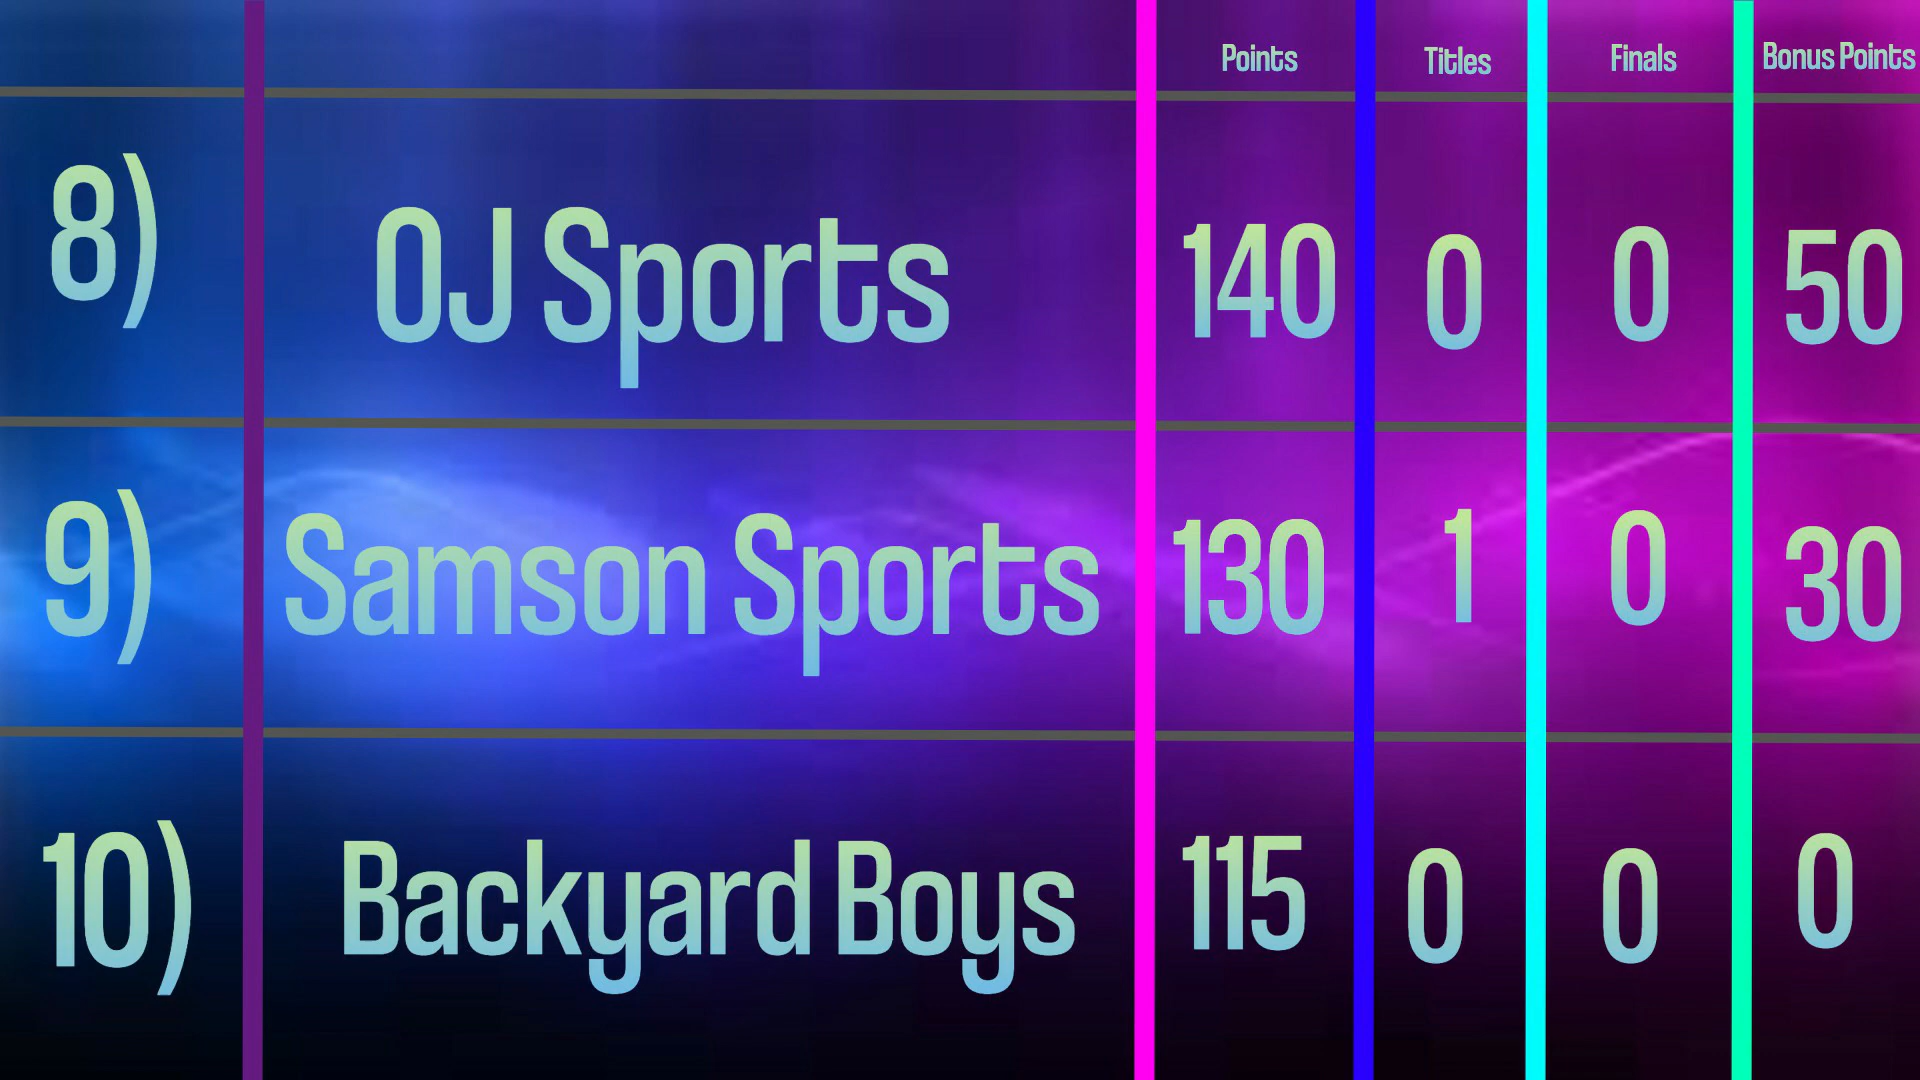 Points Titles Finals Bonus Points
8) OJ Sports 140 0 0 50
9) Samson Sports 130 1 0 30
10) Backyard Boys 115 0 0 0